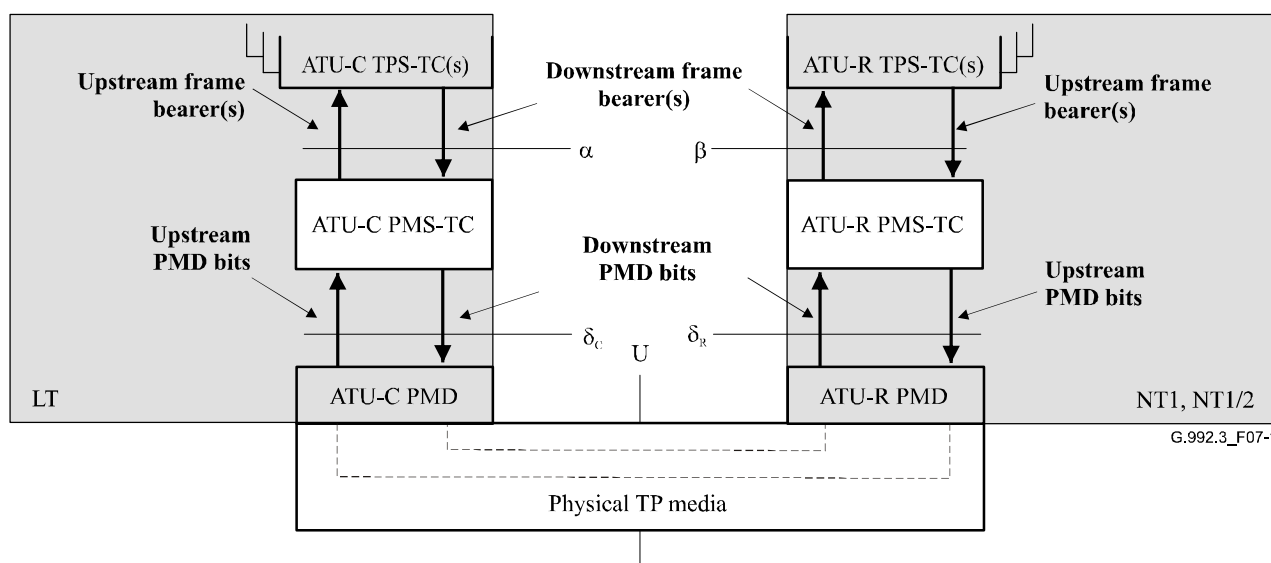 ATU-C TPS-TC(s)
ATU-R TPS-TC(s)
Upstream frame
bearer(s)
Downstream frame
bearer(s)
Upstream frame
bearer(s)
α
β
ATU-C PMS-TC
ATU-R PMS-TC
Upstream
PMD bits
Downstream
PMD bits
Upstream
PMD bits
δC
δR
U
LT
ATU-C PMD
ATU-R PMD
NT1, NT1/2
G.992.3_F07-
Physical TP media